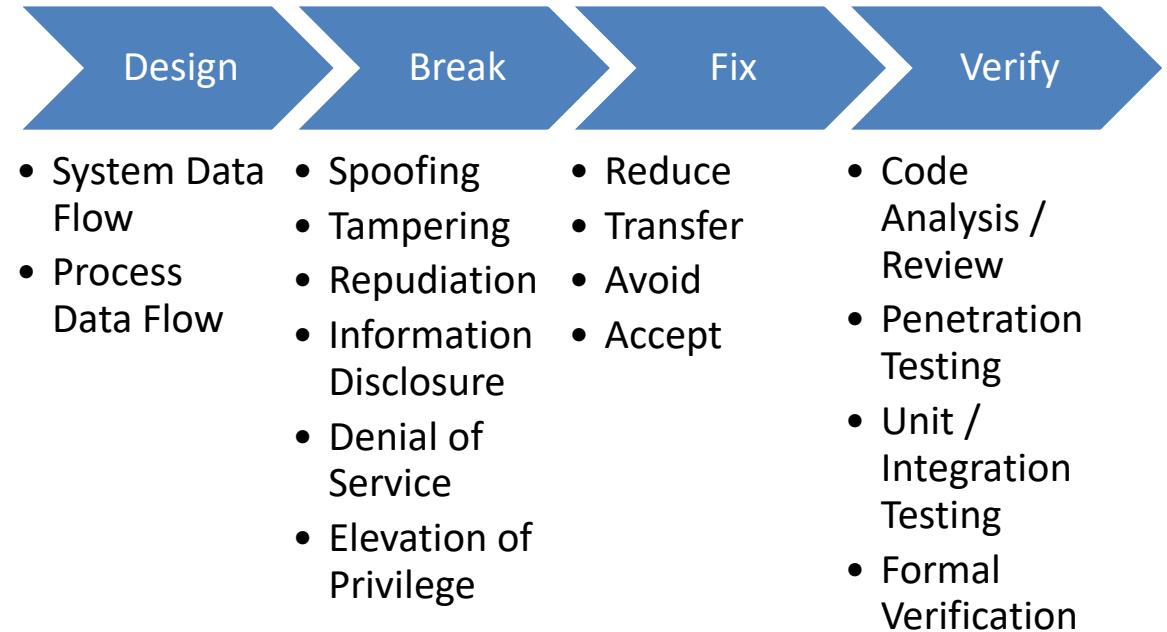 Design
Break
Fix
Verify
• System Data
Flow
• Process
Data Flow
• Spoofing
• Tampering
• Repudiation
• Information
Disclosure
• Denial of
Service
• Elevation of
Privilege
• Reduce
• Transfer
• Avoid
• Accept
• Code
Analysis /
Review
• Penetration
Testing
• Unit /
Integration
Testing
• Formal
Verification